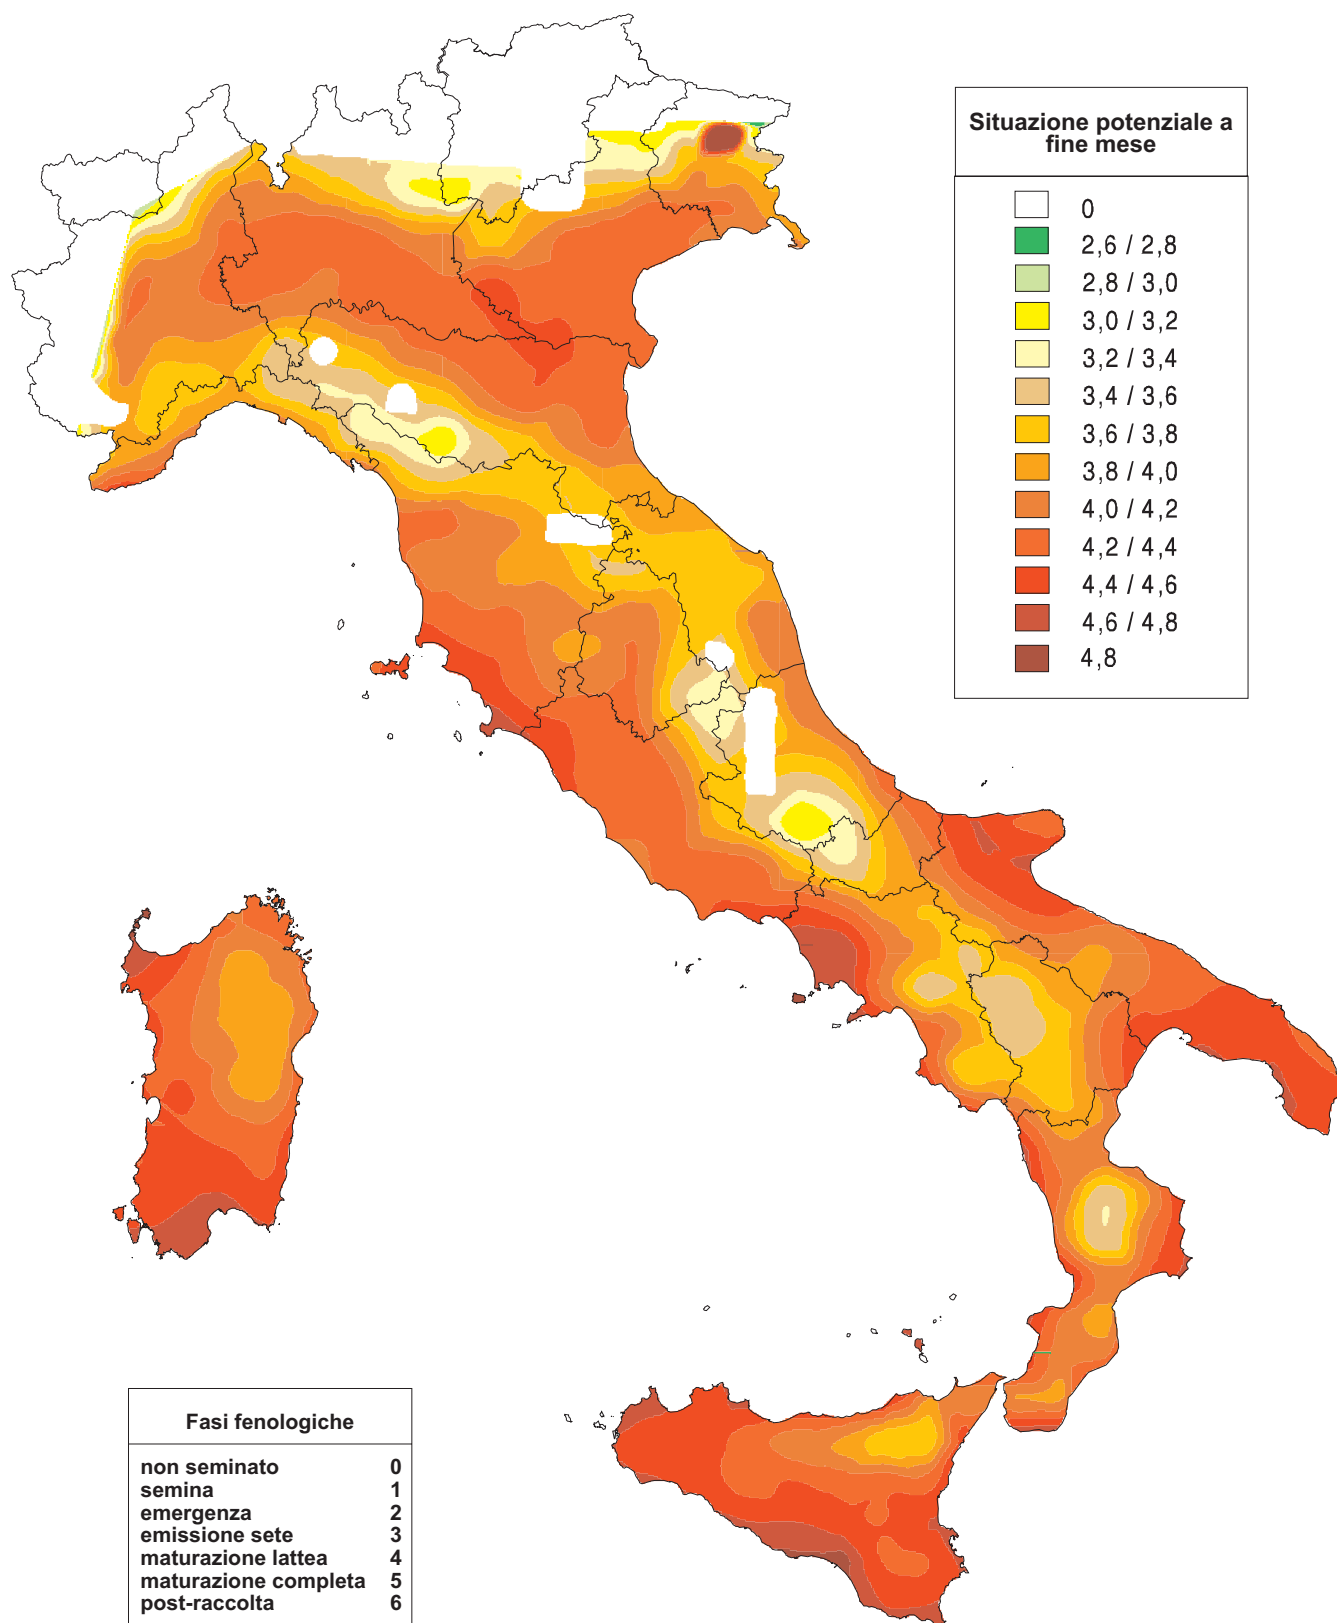 Situazione potenziale a
fine mese
0
2,6 / 2,8
2,8 / 3,0
3,0 / 3,2
3,2 / 3,4
3,4 / 3,6
3,6 / 3,8
3,8 / 4,0
4,0 / 4,2
4,2 / 4,4
4,4 / 4,6
4,6 / 4,8
4,8
Fasi fenologiche
non seminato 0
semina 1
emergenza 2
emissione sete 3
maturazione lattea 4
maturazione completa 5
post-raccolta 6